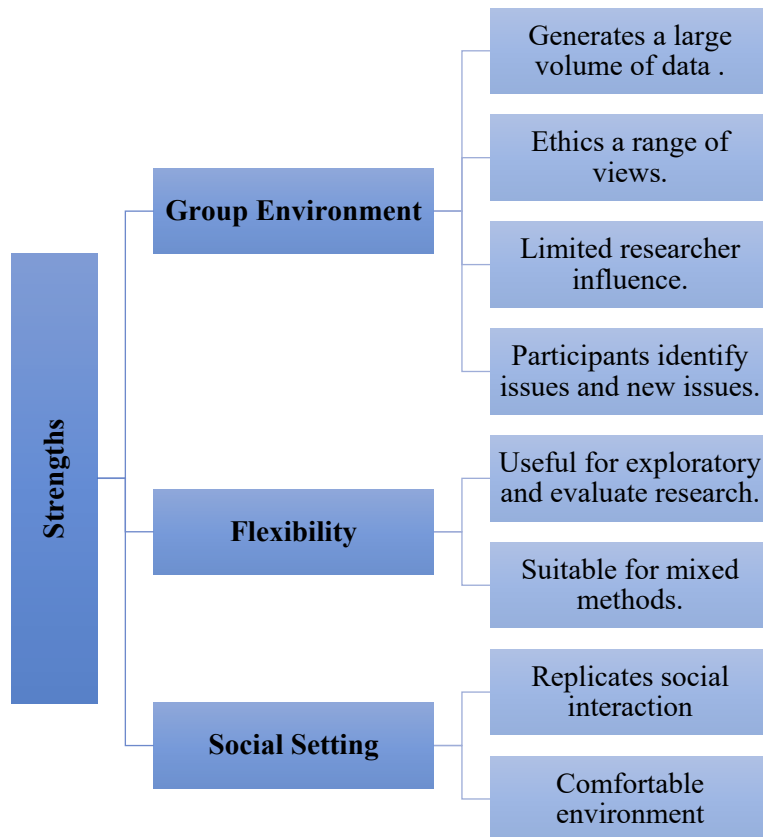 Strengths
Group Environment
Generates a large
volume of data .
Ethics a range of
views.
Limited researcher
influence.
Participants identify
issues and new issues.
Flexibility
Useful for exploratory
and evaluate research.
Suitable for mixed
methods.
Social Setting
Replicates social
interaction
Comfortable
environment